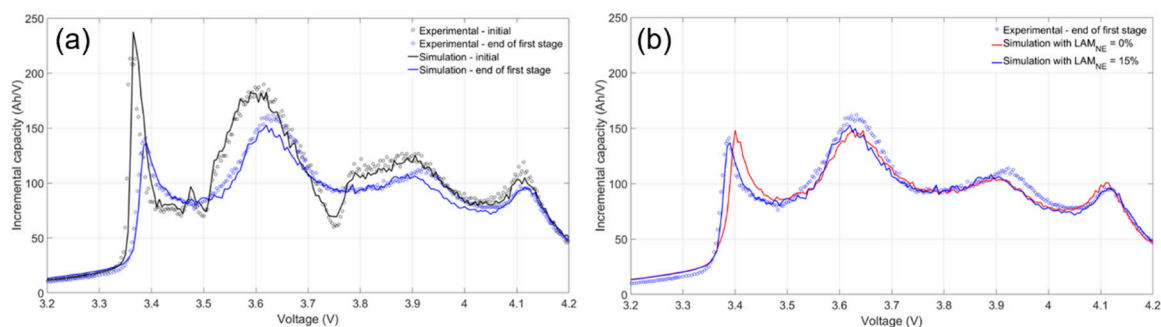 (a)
Experimental - initial
Experimental - end of first stage
Simulation - initial
Simulation - end of first stage
Incremental capacity (Ah/V)
250
200
150
100
50
0
3.2 3.3 3.4 3.5 3.6 3.7 3.8 3.9 4 4.1 4.2
Voltage (V)
(b)
Experimental - end of first stage
Simulation with LAM_NE = 0%
Simulation with LAM_NE = 15%
Incremental capacity (Ah/V)
250
200
150
100
50
0
3.2 3.3 3.4 3.5 3.6 3.7 3.8 3.9 4 4.1 4.2
Voltage (V)